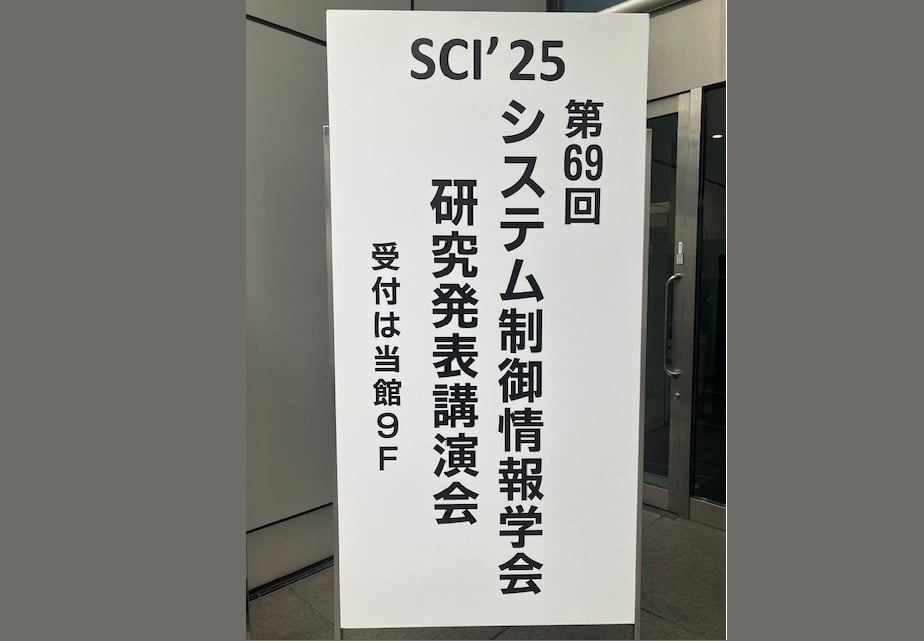 SCI’25
第69回
システム制御情報学会
研究発表講演会
受付は当館９Ｆ